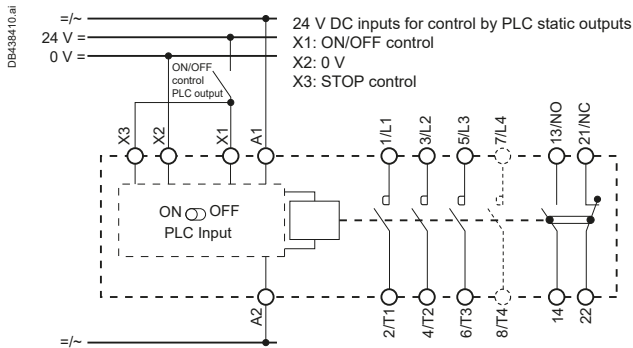 DB438410.ai
=/~
24 V =
0 V =
24 V DC inputs for control by PLC static outputs
X1: ON/OFF control
X2: 0 V
X3: STOP control
ON/OFF
control
PLC output
X3
X2
X1
A1
1/L1
3/L2
5/L3
7/L4
13/NO
21/NC
ON OFF
PLC Input
A2
2/T1
4/T2
6/T3
8/T4
14
22
=/~